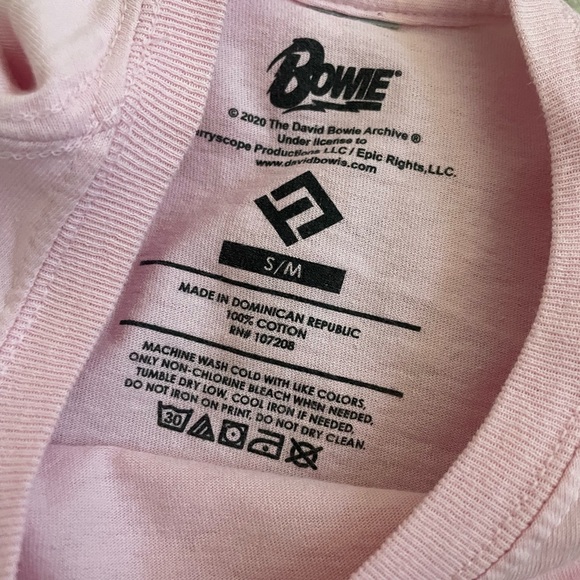 BOWIE®
© 2020 The David Bowie Archive ®
Under license to
Productions LLC / Epic Rights, LLC.
www.davidbowie.com
S/M
MADE IN DOMINICAN REPUBLIC
100% COTTON
RN# 107208
MACHINE WASH COLD WITH LIKE COLORS,
ONLY NON-CHLORINE BLEACH WHEN NEEDED,
TUMBLE DRY LOW, COOL IRON IF NEEDED,
DO NOT IRON ON PRINT, DO NOT DRY CLEAN.
30